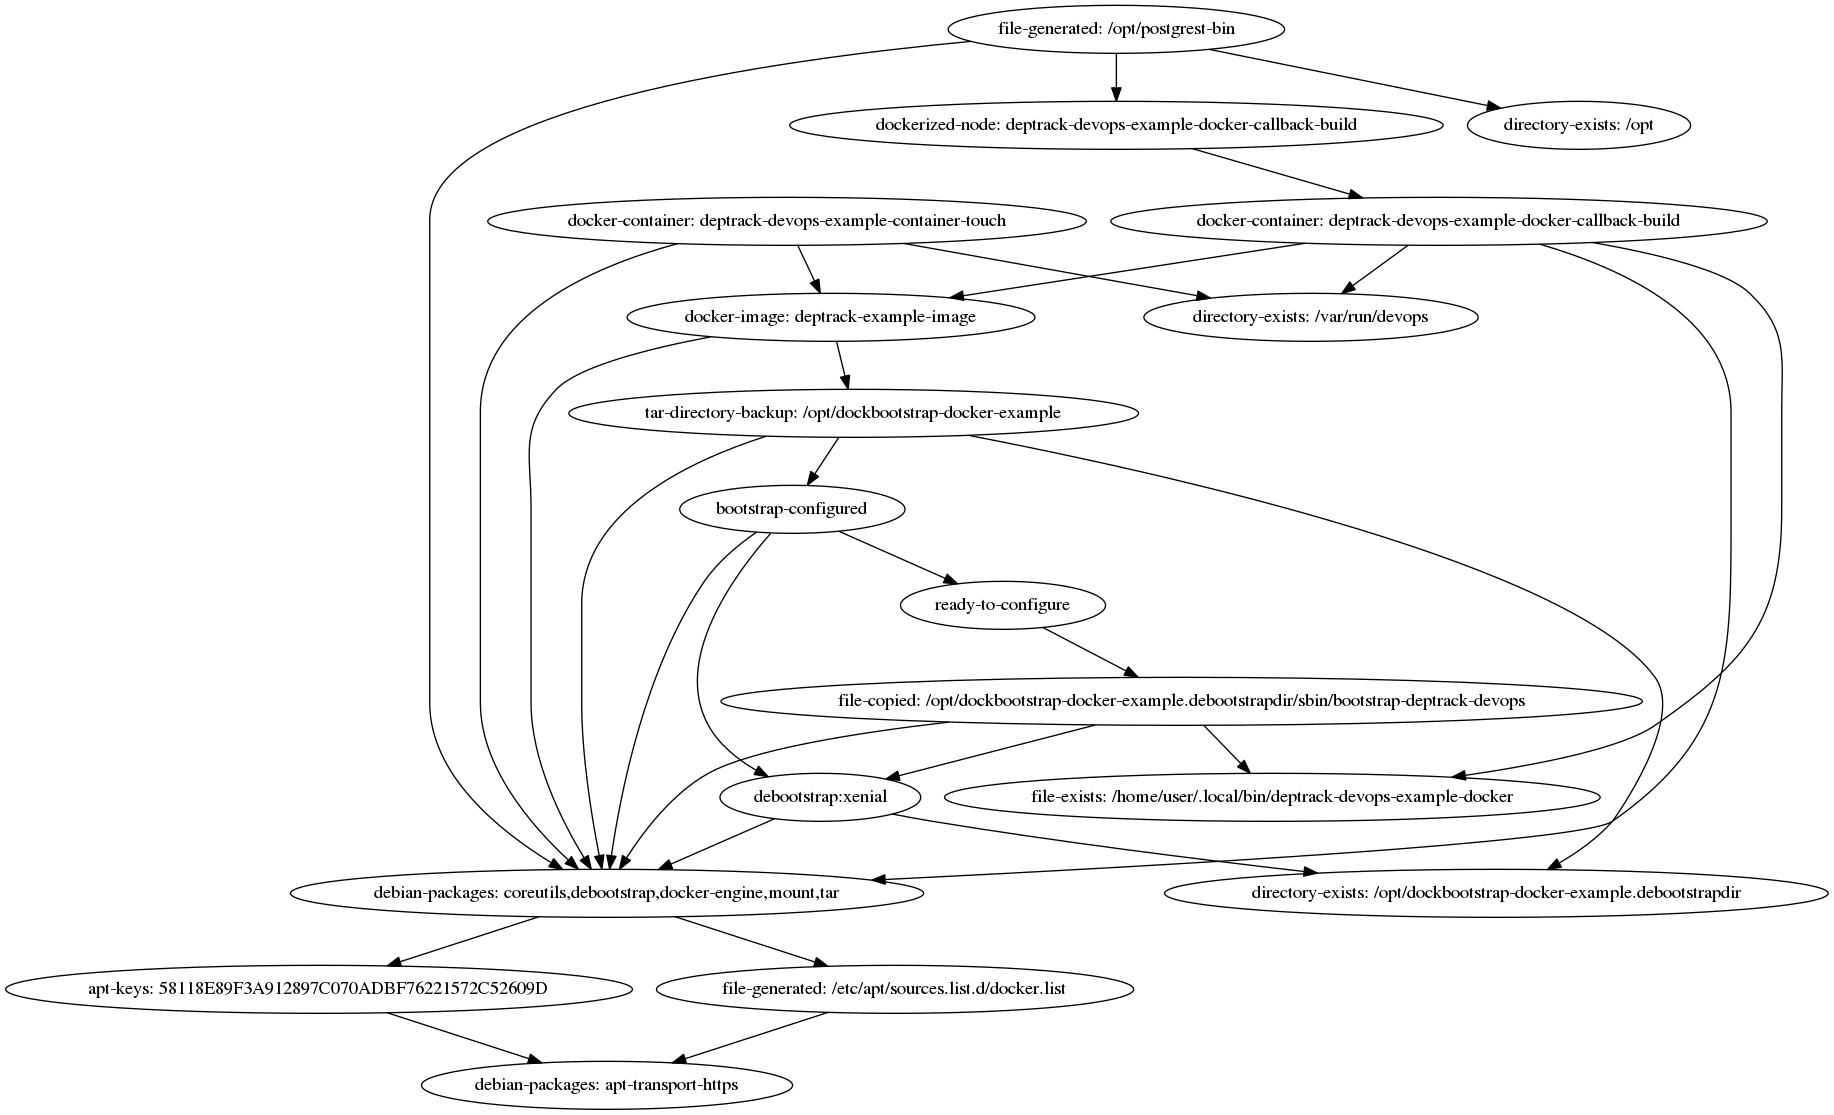 file-generated: /opt/postgrest-bin
dockerized-node: deptrack-devops-example-docker-callback-build
directory-exists: /opt
docker-container: deptrack-devops-example-container-touch
docker-container: deptrack-devops-example-docker-callback-build
docker-image: deptrack-example-image
directory-exists: /var/run/devops
tar-directory-backup: /opt/dockbootstrap-docker-example
bootstrap-configured
ready-to-configure
file-copied: /opt/dockbootstrap-docker-example.debootstrapdir/sbin/bootstrap-deptrack-devops
debootstrap:xenial
file-exists: /home/user/.local/bin/deptrack-devops-example-docker
debian-packages: coreutils,debootstrap,docker-engine,mount,tar
directory-exists: /opt/dockbootstrap-docker-example.debootstrapdir
apt-keys: 58118E89F3A912897C070ADBF76221572C52609D
file-generated: /etc/apt/sources.list.d/docker.list
debian-packages: apt-transport-https